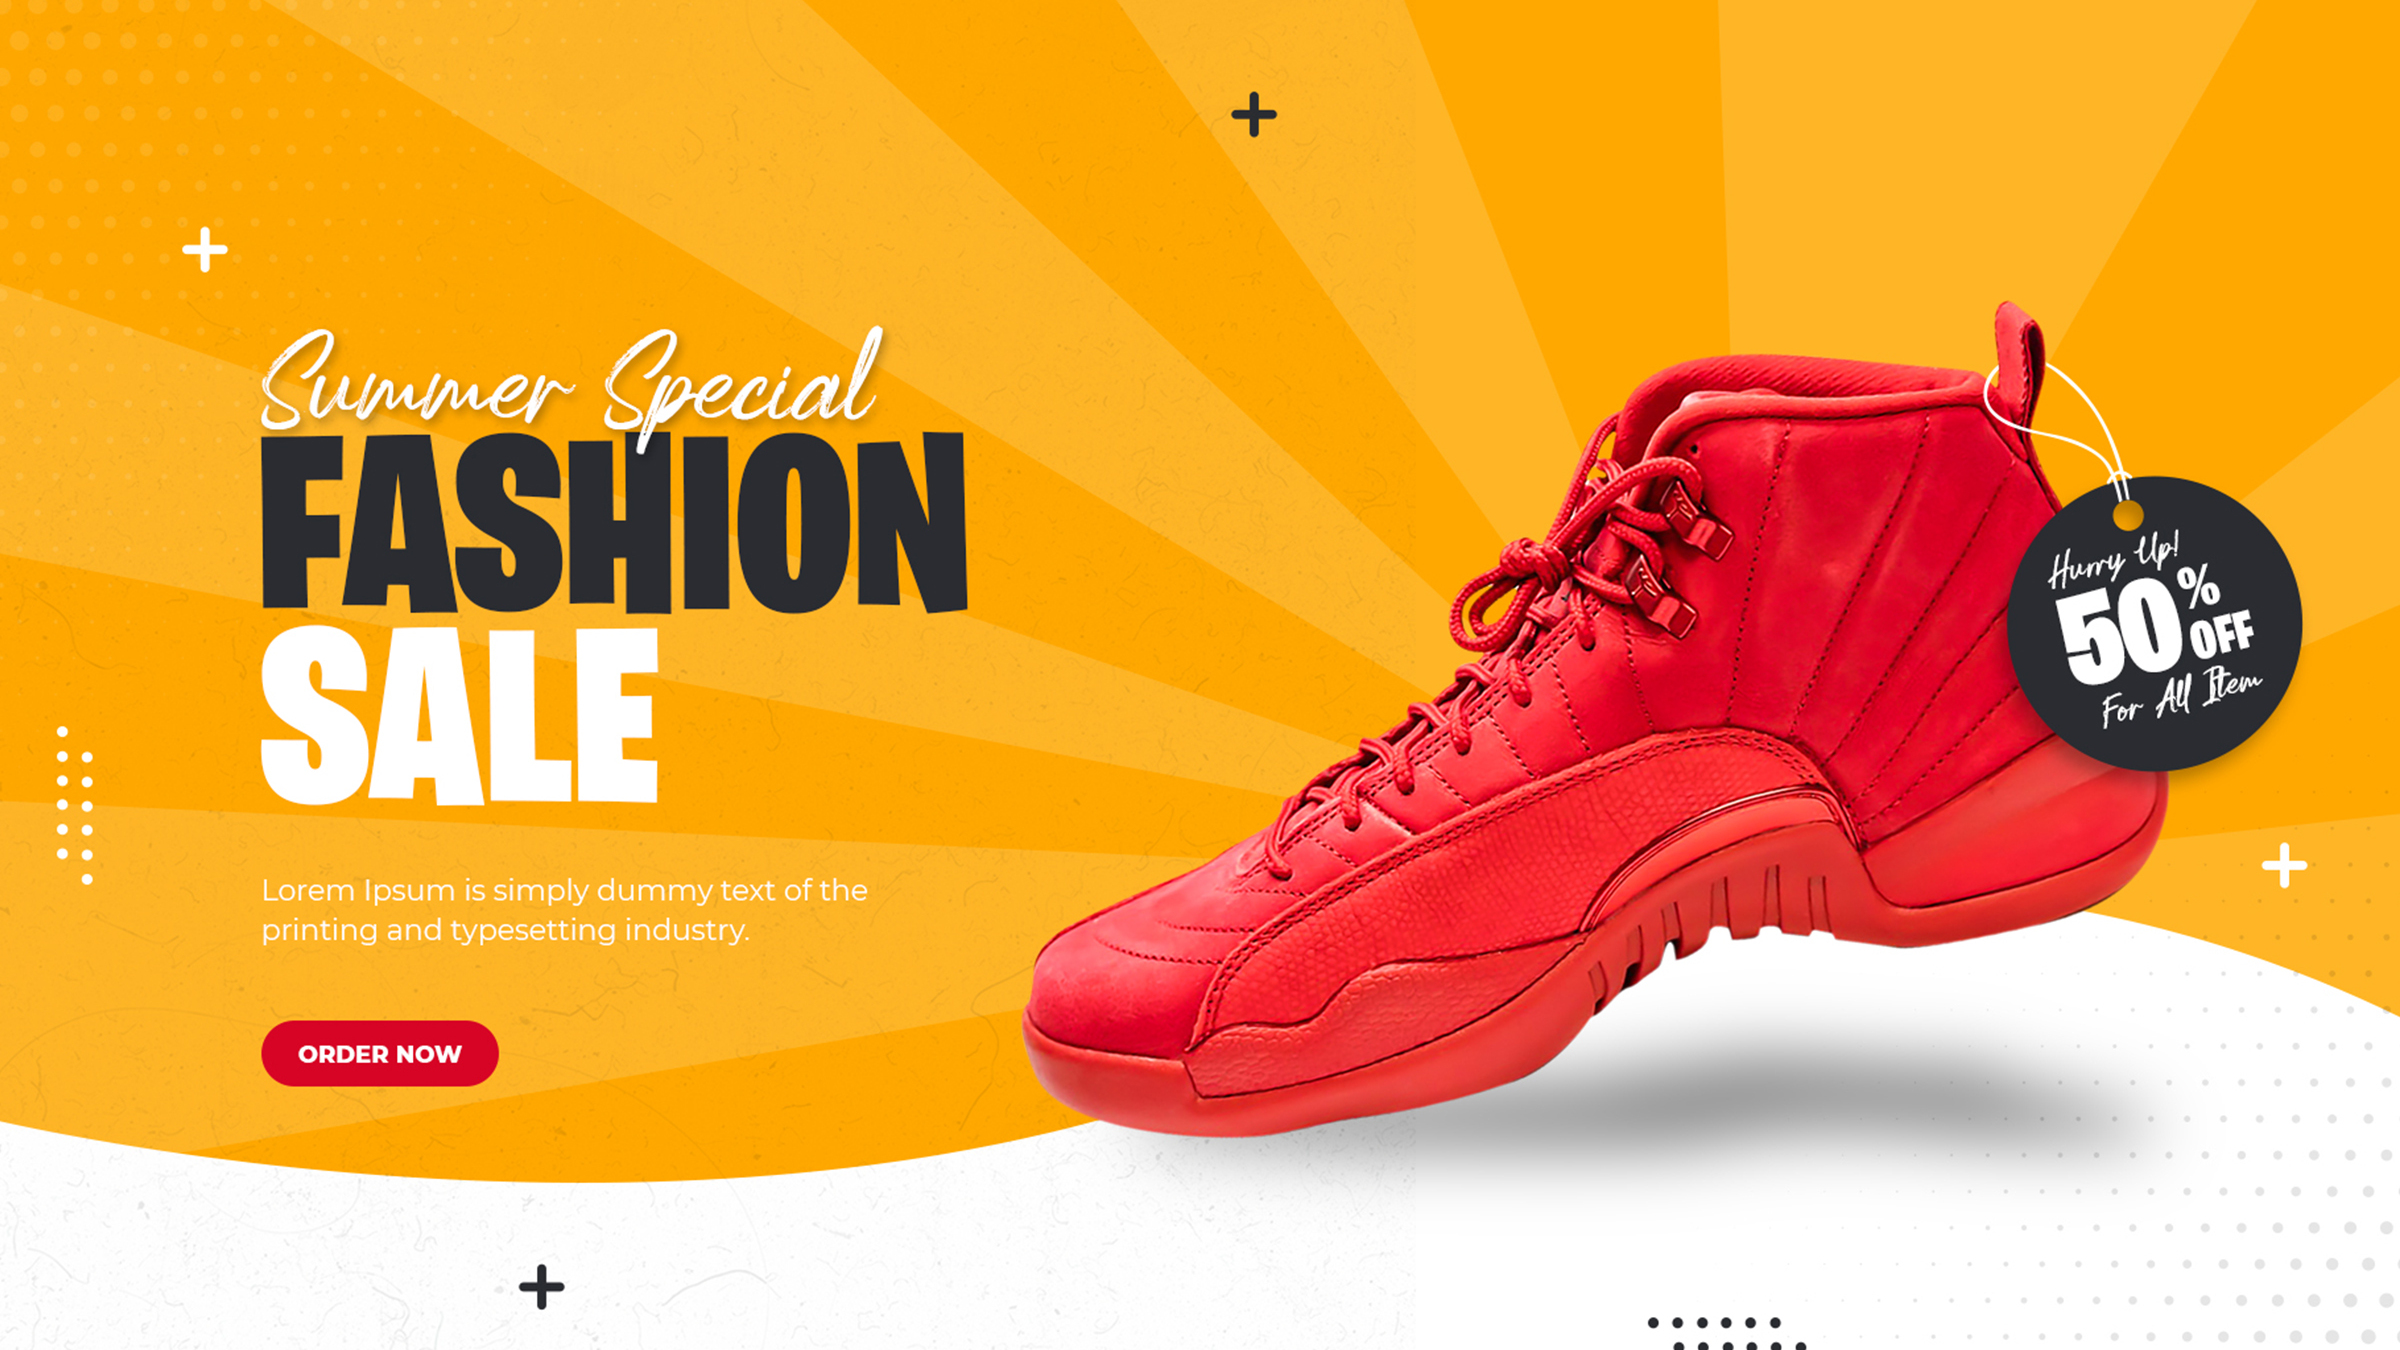 Summer Special
FASHION
SALE
Lorem Ipsum is simply dummy text of the
printing and typesetting industry.
ORDER NOW
Hurry Up!
50%
OFF
For All Item